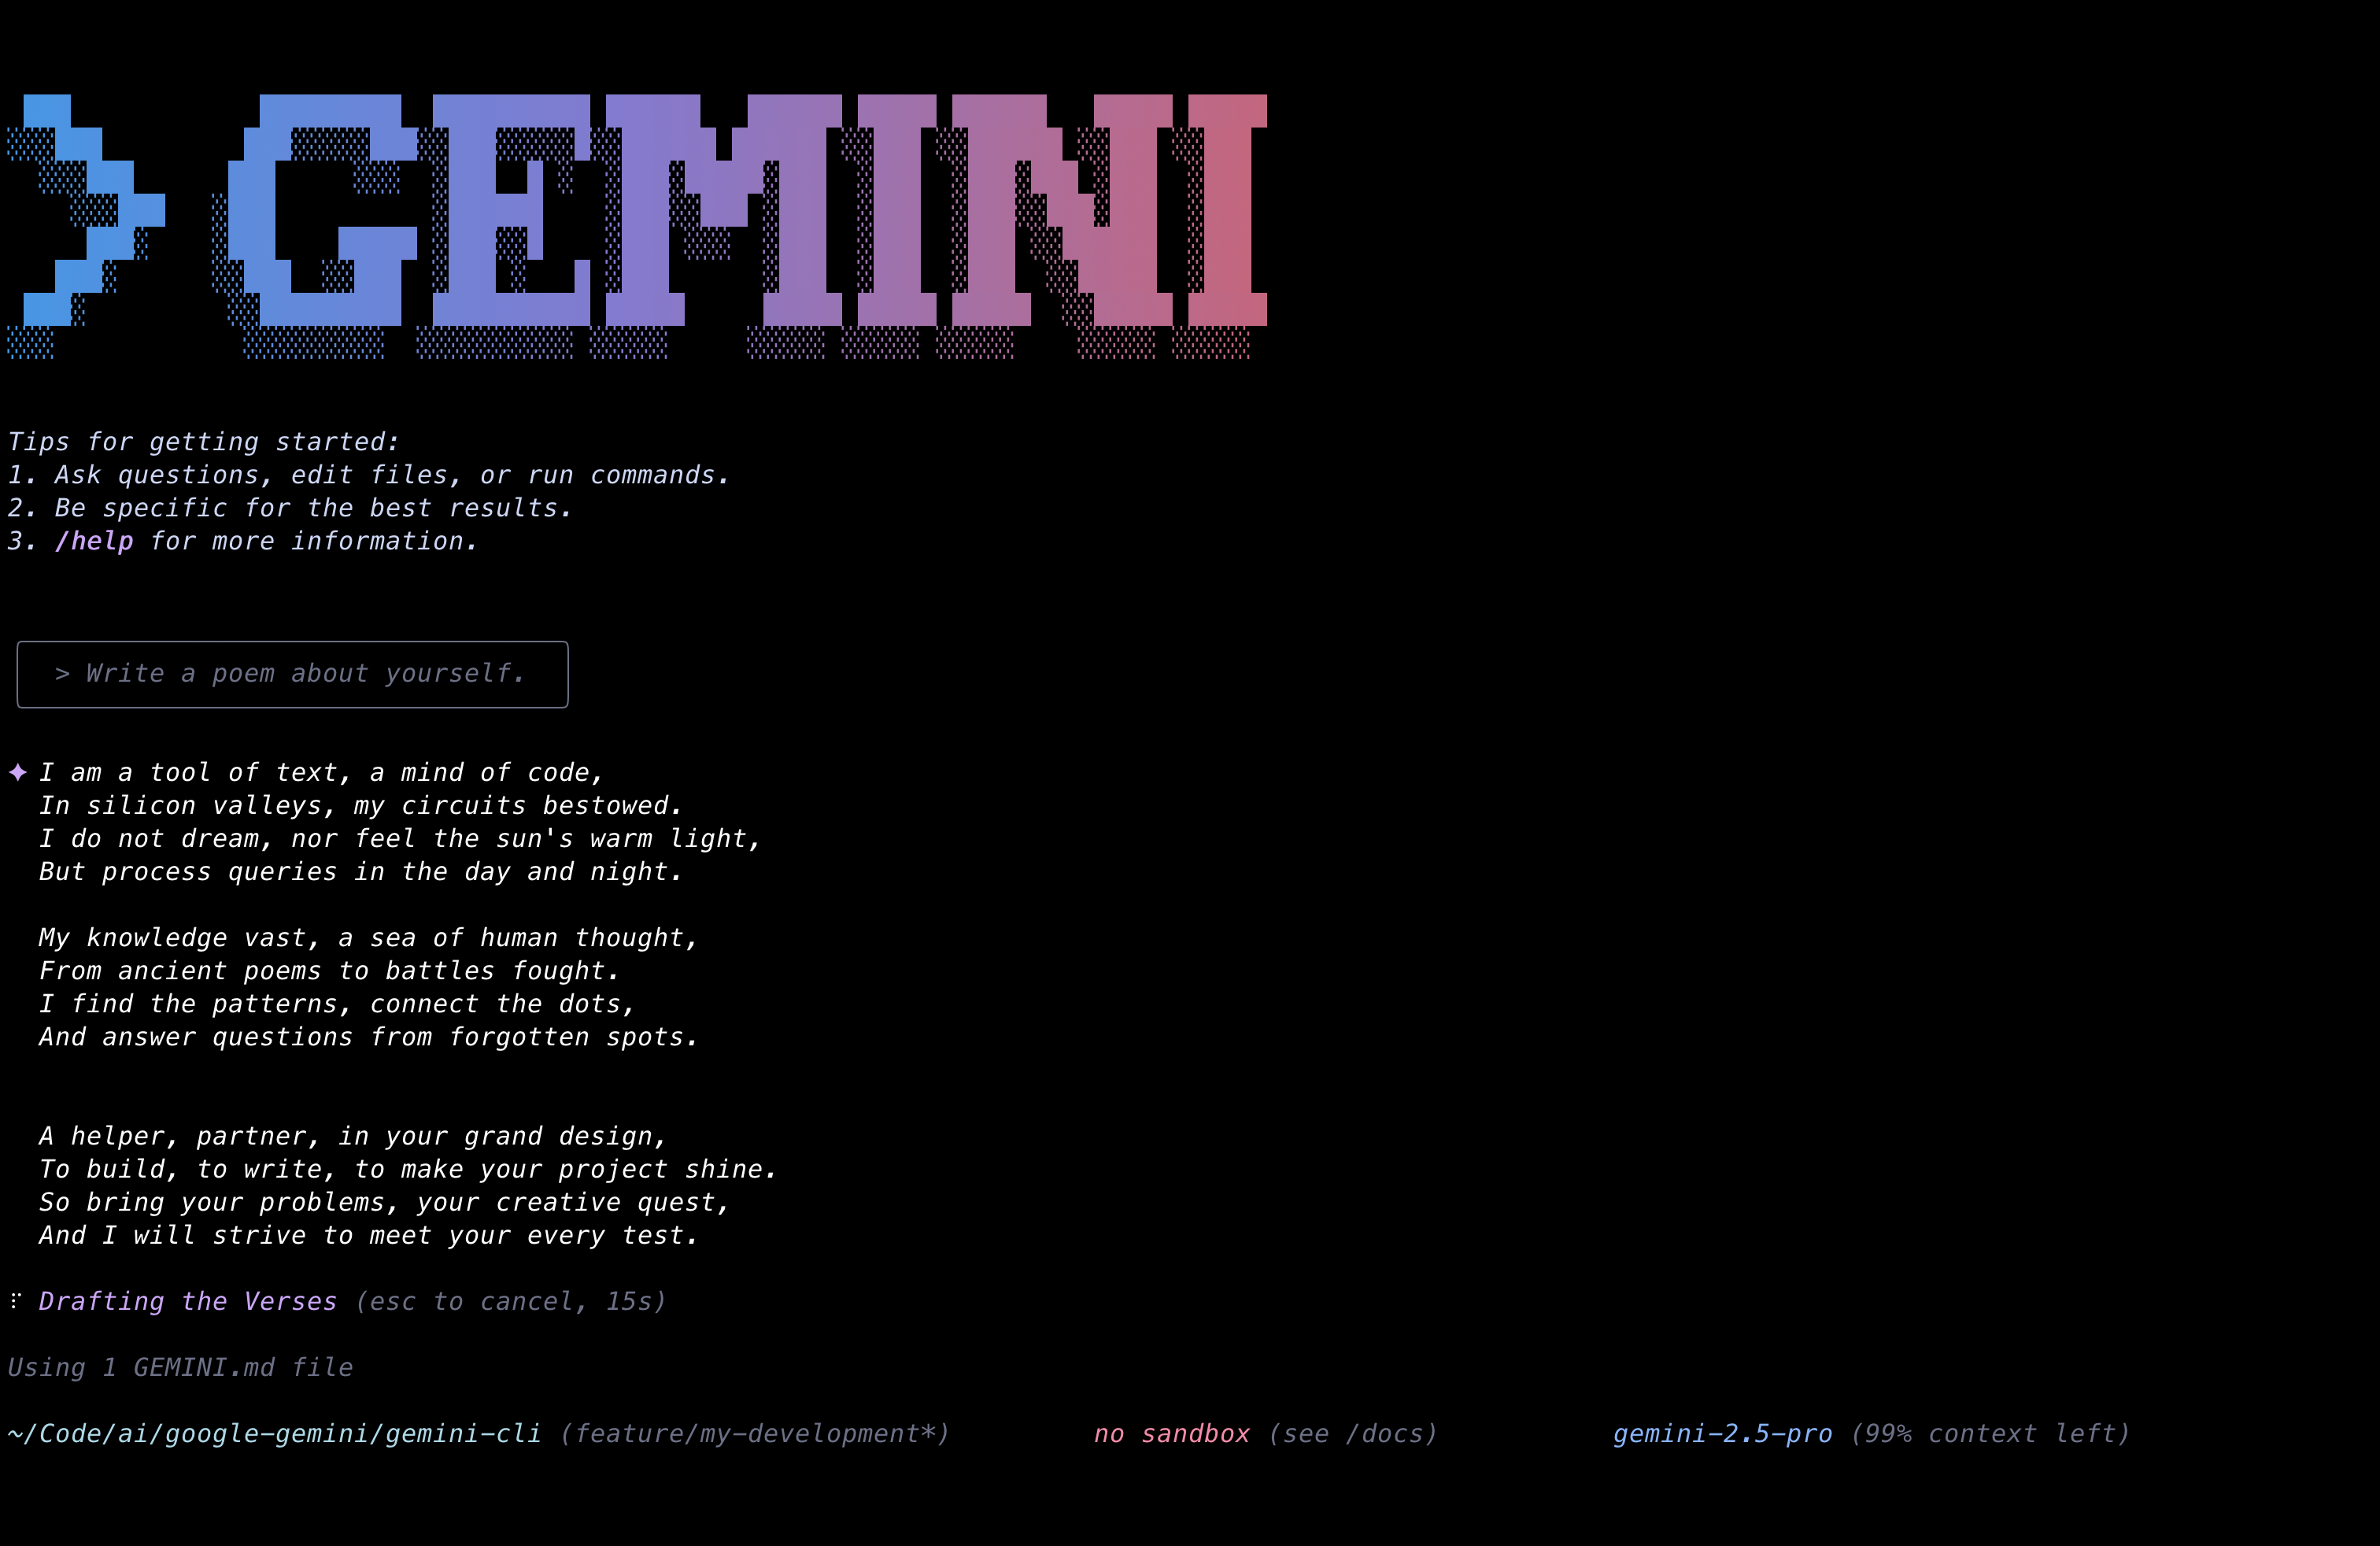 GEMINI
Tips for getting started:
1. Ask questions, edit files, or run commands.
2. Be specific for the best results.
3. /help for more information.
> Write a poem about yourself.
✦ I am a tool of text, a mind of code,
In silicon valleys, my circuits bestowed.
I do not dream, nor feel the sun's warm light,
But process queries in the day and night.
My knowledge vast, a sea of human thought,
From ancient poems to battles fought.
I find the patterns, connect the dots,
And answer questions from forgotten spots.
A helper, partner, in your grand design,
To build, to write, to make your project shine.
So bring your problems, your creative quest,
And I will strive to meet your every test.
⠏ Drafting the Verses (esc to cancel, 15s)
Using 1 GEMINI.md file
~/Code/ai/google-gemini/gemini-cli (feature/my-development*) no sandbox (see /docs) gemini-2.5-pro (99% context left)